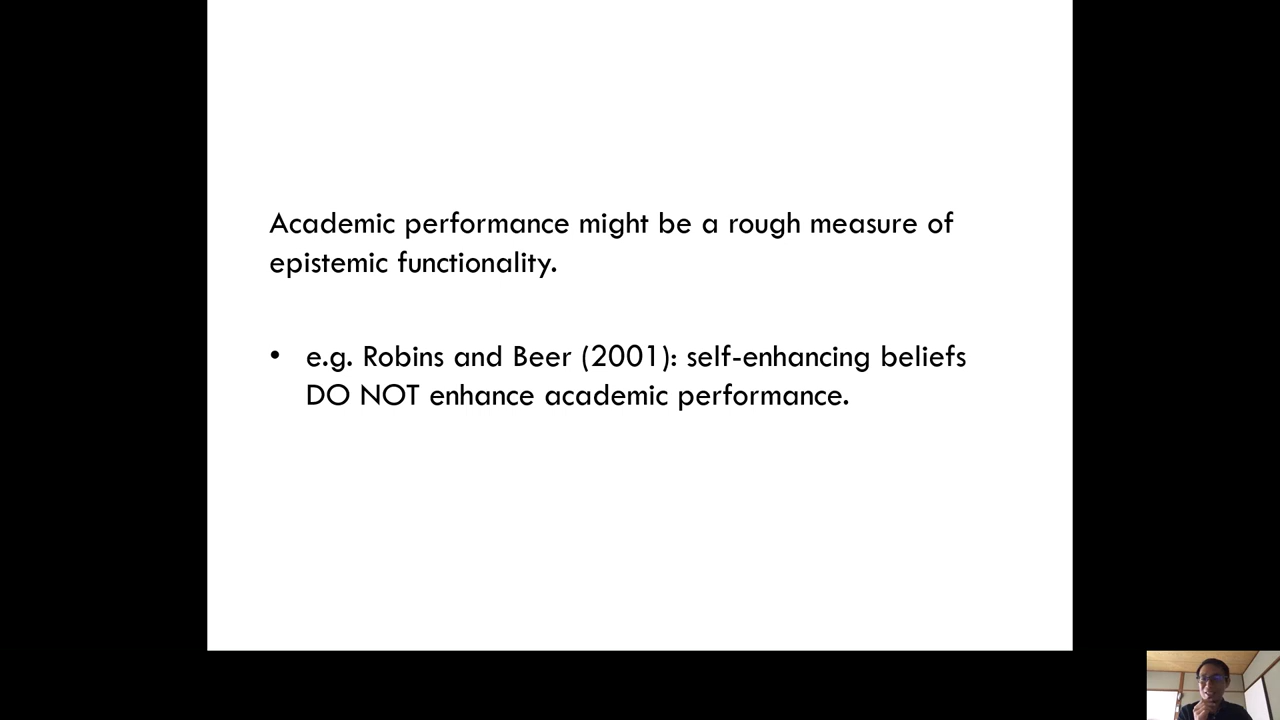 Academic performance might be a rough measure of
epistemic functionality.
• e.g. Robins and Beer (2001): self-enhancing beliefs
DO NOT enhance academic performance.